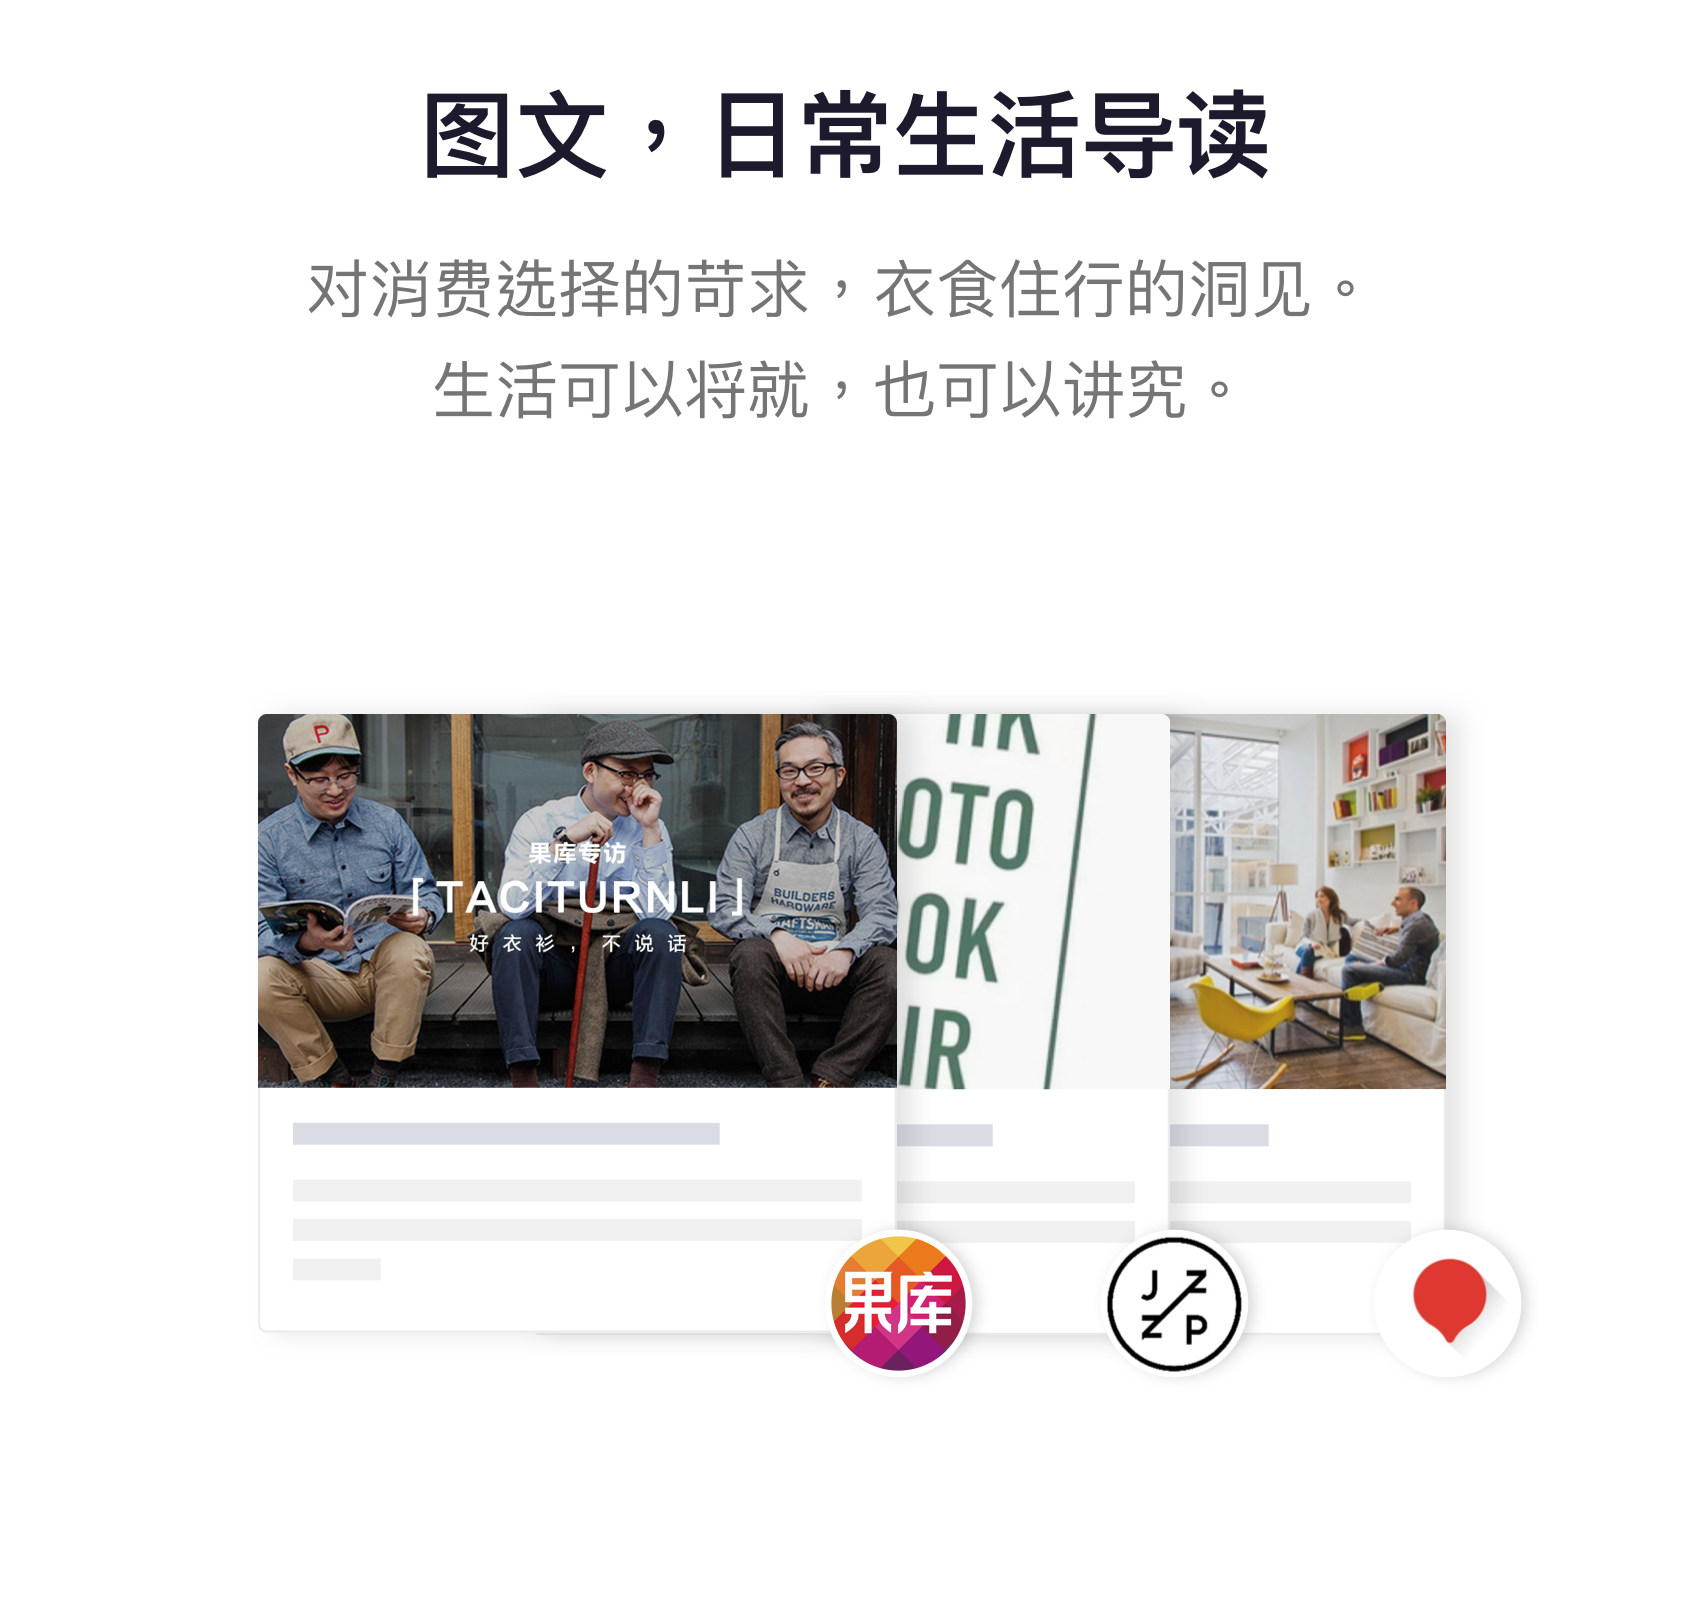 图文，日常生活导读
对消费选择的苛求，衣食住行的洞见。
生活可以将就，也可以讲究。
P
果库专访
[ TACITURNLI ]
好衣衫，不说话
BUILDERS
HARDWARE
OTO
OK
IR
果库
J Z
Z P